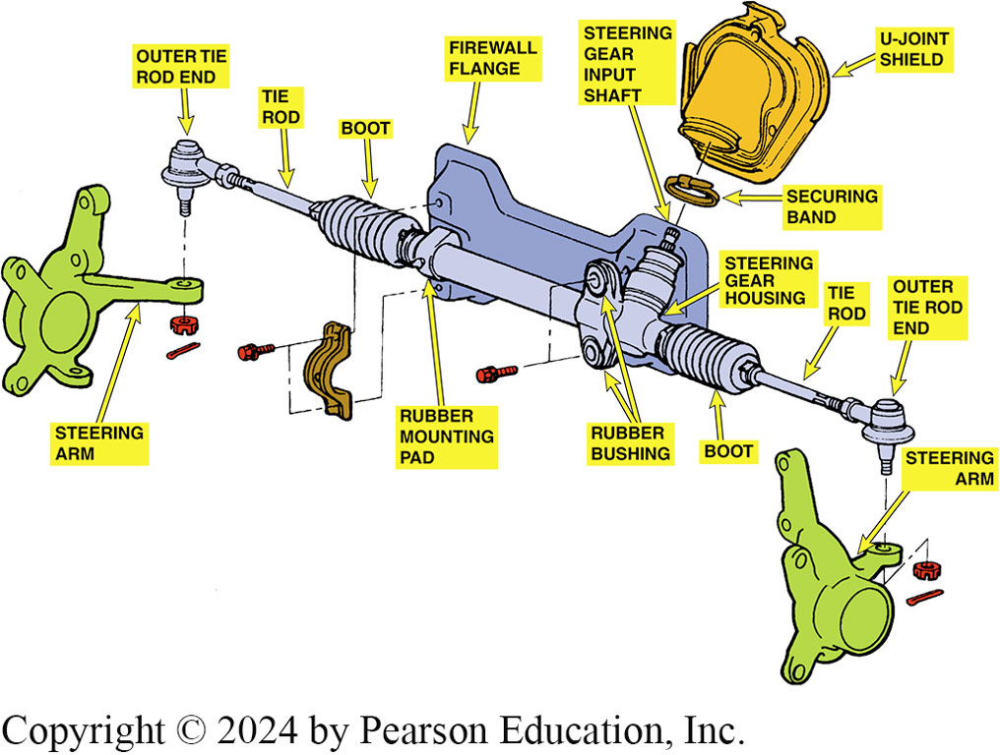 OUTER TIE
ROD END
TIE
ROD
BOOT
FIREWALL
FLANGE
STEERING
GEAR
INPUT
SHAFT
U-JOINT
SHIELD
SECURING
BAND
STEERING
GEAR
HOUSING
TIE
ROD
OUTER
TIE ROD
END
STEERING
ARM
RUBBER
MOUNTING
PAD
RUBBER
BUSHING
BOOT
STEERING
ARM
Copyright © 2024 by Pearson Education, Inc.